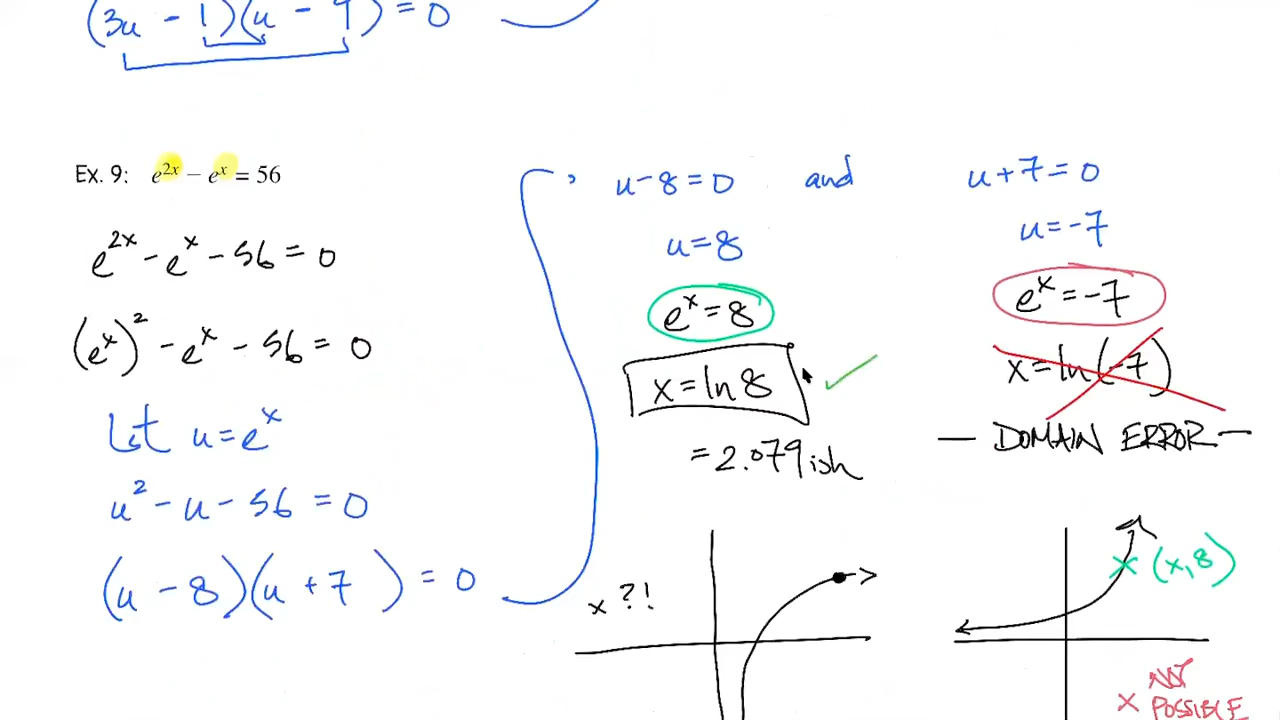 (3u - 1)(u - 9) = 0
Ex. 9: e^{2x} − e^x = 56
e^{2x} - e^x - 56 = 0
(e^x)^2 - e^x - 56 = 0
Let u = e^x
u^2 - u - 56 = 0
(u - 8)(u + 7) = 0
u - 8 = 0 and u + 7 = 0
u = 8
u = -7
e^x = 8
e^x = -7
x = ln 8
x = ln(-7)
= 2.079ish
— DOMAIN ERROR —
x ?!
(x, 8)
x NOT
POSSIBLE